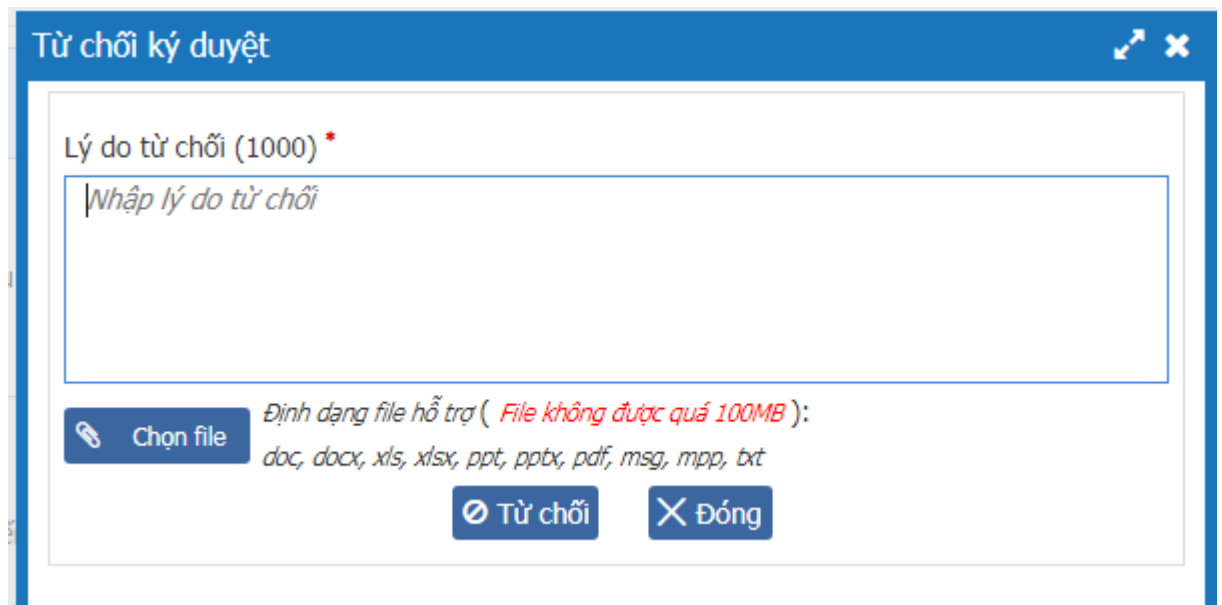 Từ chối ký duyệt
Lý do từ chối (1000) *
Nhập lý do từ chối
Chọn file
Định dạng file hỗ trợ ( File không được quá 100MB ):
doc, docx, xls, xlsx, ppt, pptx, pdf, msg, mpp, txt
Từ chối
Đóng